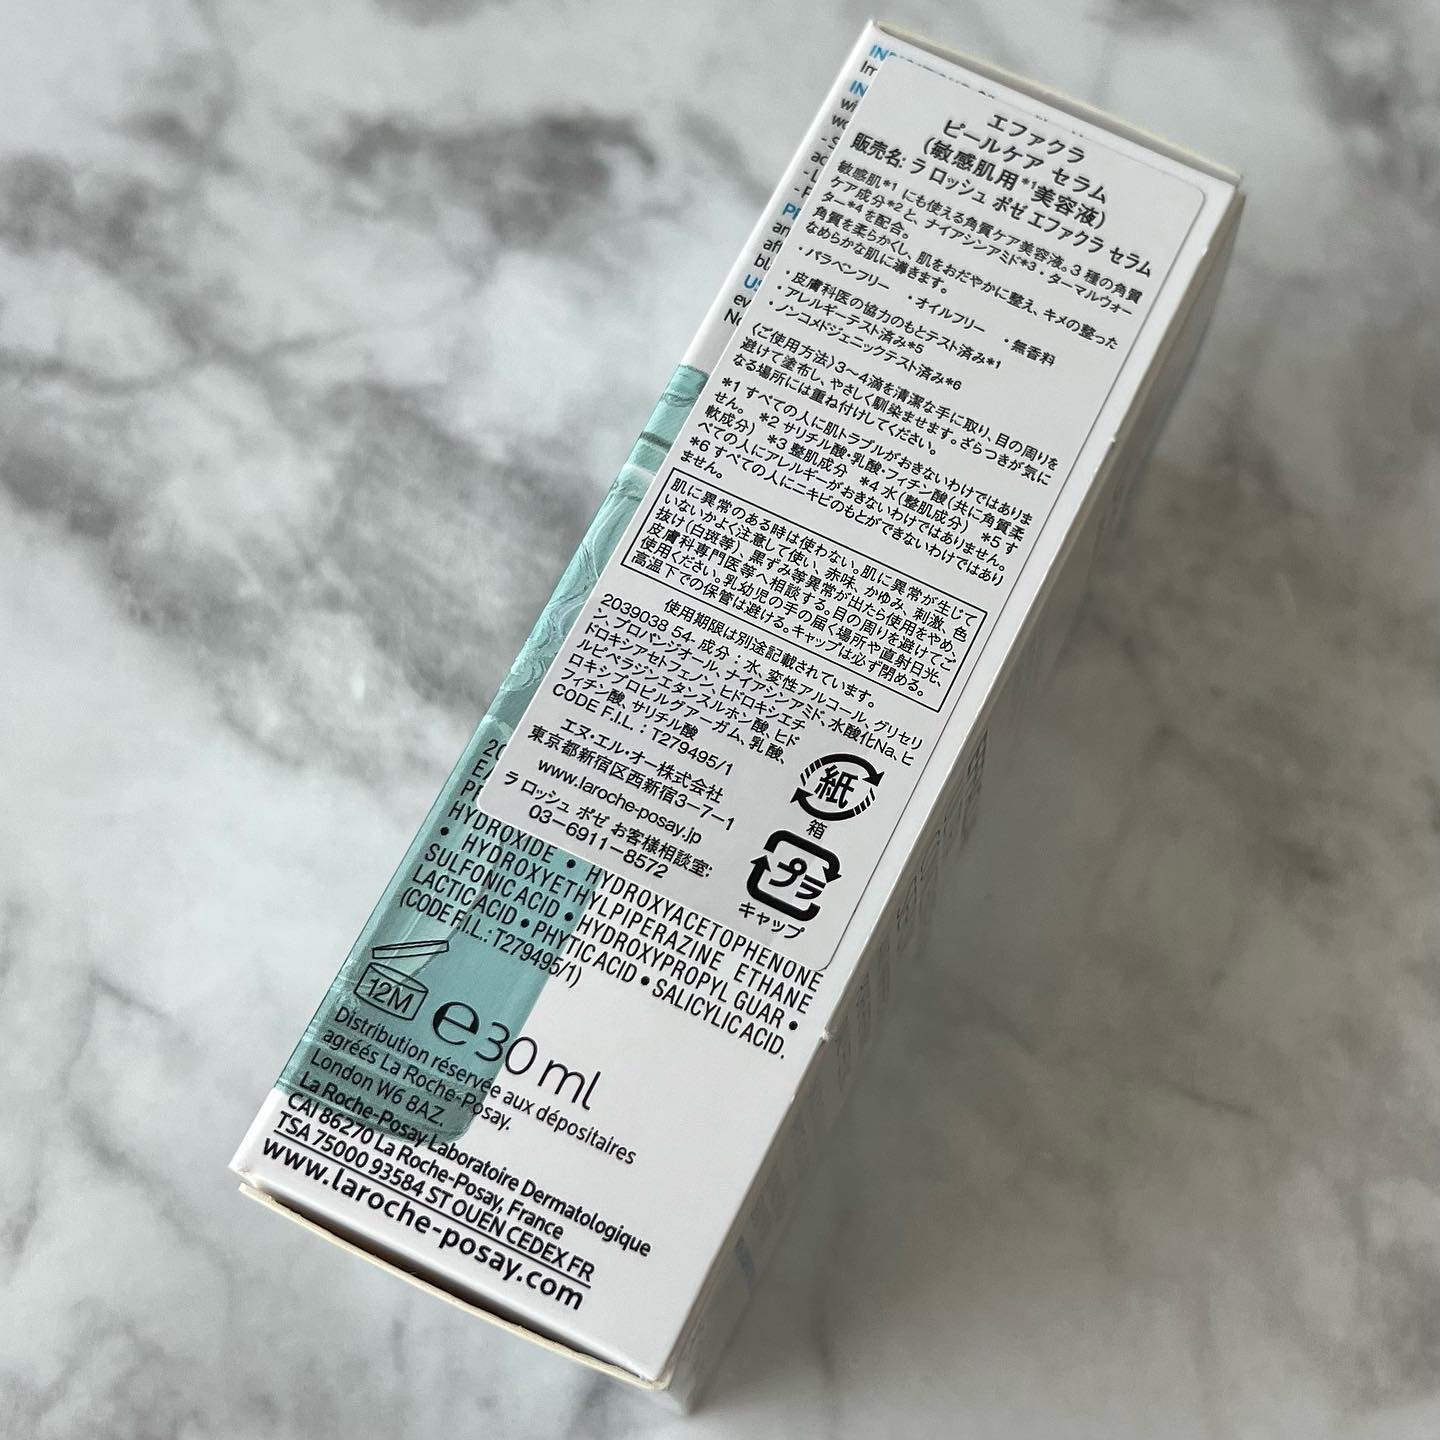 エファクラ
ピールケア セラム
(敏感肌用*1美容液)
販売名: ラ ロッシュ ポゼ エファクラ セラム
敏感肌*1 にも使える角質ケア美容液。3 種の角質
ケア成分*2と、ナイアシンアミド*3・ターマルウォー
ター*4 を配合。
角質を柔らかくし、肌をおだやかに整え、キメの整った
なめらかな肌に導きます。
・パラベンフリー ・オイルフリー ・無香料
・皮膚科医の協力のもとテスト済み*1
・アレルギーテスト済み*5
・ノンコメドジェニックテスト済み*6
〈ご使用方法〉3〜4滴を清潔な手に取り、目の周りを
避けて塗布し、やさしく馴染ませます。ざらつきが気に
なる場所には重ね付けしてください。
*1 すべての人に肌トラブルがおきないわけではありま
せん。 *2 サリチル酸・乳酸・フィチン酸(共に角質柔
軟成分) *3 整肌成分 *4 水(整肌成分) *5 す
べての人にアレルギーがおきないわけではありません。
*6 すべての人にニキビのもとができないわけではあり
ません。
肌に異常のある時は使わない。肌に異常が生じて
いないかよく注意して使い、赤味、かゆみ、刺激、色
抜け(白斑等)、黒ずみ等異常が出たら使用をやめ、
皮膚科専門医等へ相談する。目の周りを避けてご
使用ください。乳幼児の手の届く場所や直射日光、
高温下での保管は避ける。キャップは必ず閉める。
使用期限は別途記載されています。
2039038 54- 成分 : 水、変性アルコール、グリセリ
ン、プロパンジオール、ナイアシンアミド、水酸化Na、ヒ
ドロキシアセトフェノン、ヒドロキシエチ
ルピペラジンエタンスルホン酸、ヒド
ロキシプロピルグアーガム、乳酸、
フィチン酸、サリチル酸
CODE F.I.L. : T279495/1
エヌ・エル・オー株式会社
東京都新宿区西新宿3-7-1
www.laroche-posay.jp
ラ ロッシュ ポゼ お客様相談室:
03-6911-8572
紙
箱
プラ
キャップ
HYDROXIDE • HYDROXYACETOPHENONE
• HYDROXYETHYLPIPERAZINE ETHANE
SULFONIC ACID • HYDROXYPROPYL GUAR •
LACTIC ACID • PHYTIC ACID • SALICYLIC ACID.
(CODE F.I.L.: T279495/1)
12M
e 30 ml
Distribution réservée aux dépositaires
agréés La Roche-Posay.
London W6 8AZ.
La Roche-Posay Laboratoire Dermatologique
CAI 86270 La Roche-Posay, France
TSA 75000 93584 ST OUEN CEDEX FR
www.laroche-posay.com